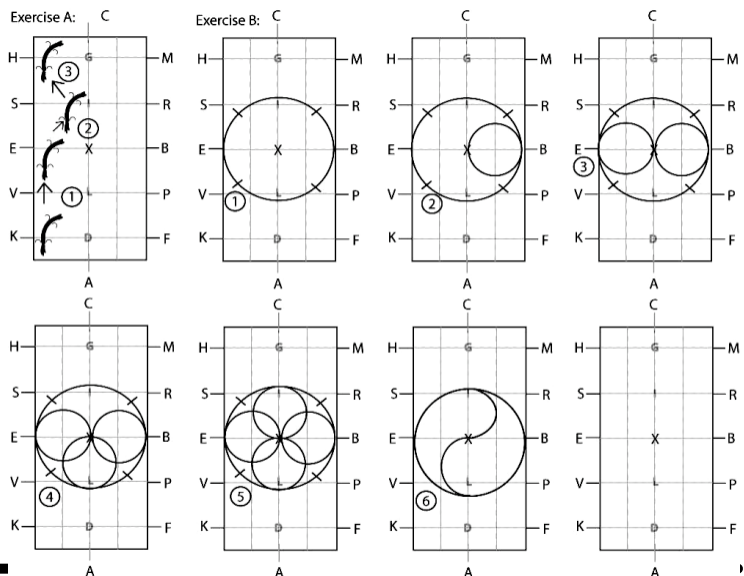 Exercise A: C Exercise B: C C C
H G M H G M H G M H G M
3
S I R S I R S I R S I R
2
E X B E X B E X B E X B
3
V 1 L P V L P V L P V L P
1 2
K D F K D F K D F K D F
A A A A
C C C C
H G M H G M H G M H G M
S I R S I R S I R S I R
E X B E X B E X B E X B
V L P V L P V L P V L P
4 5 6
K D F K D F K D F K D F
A A A A